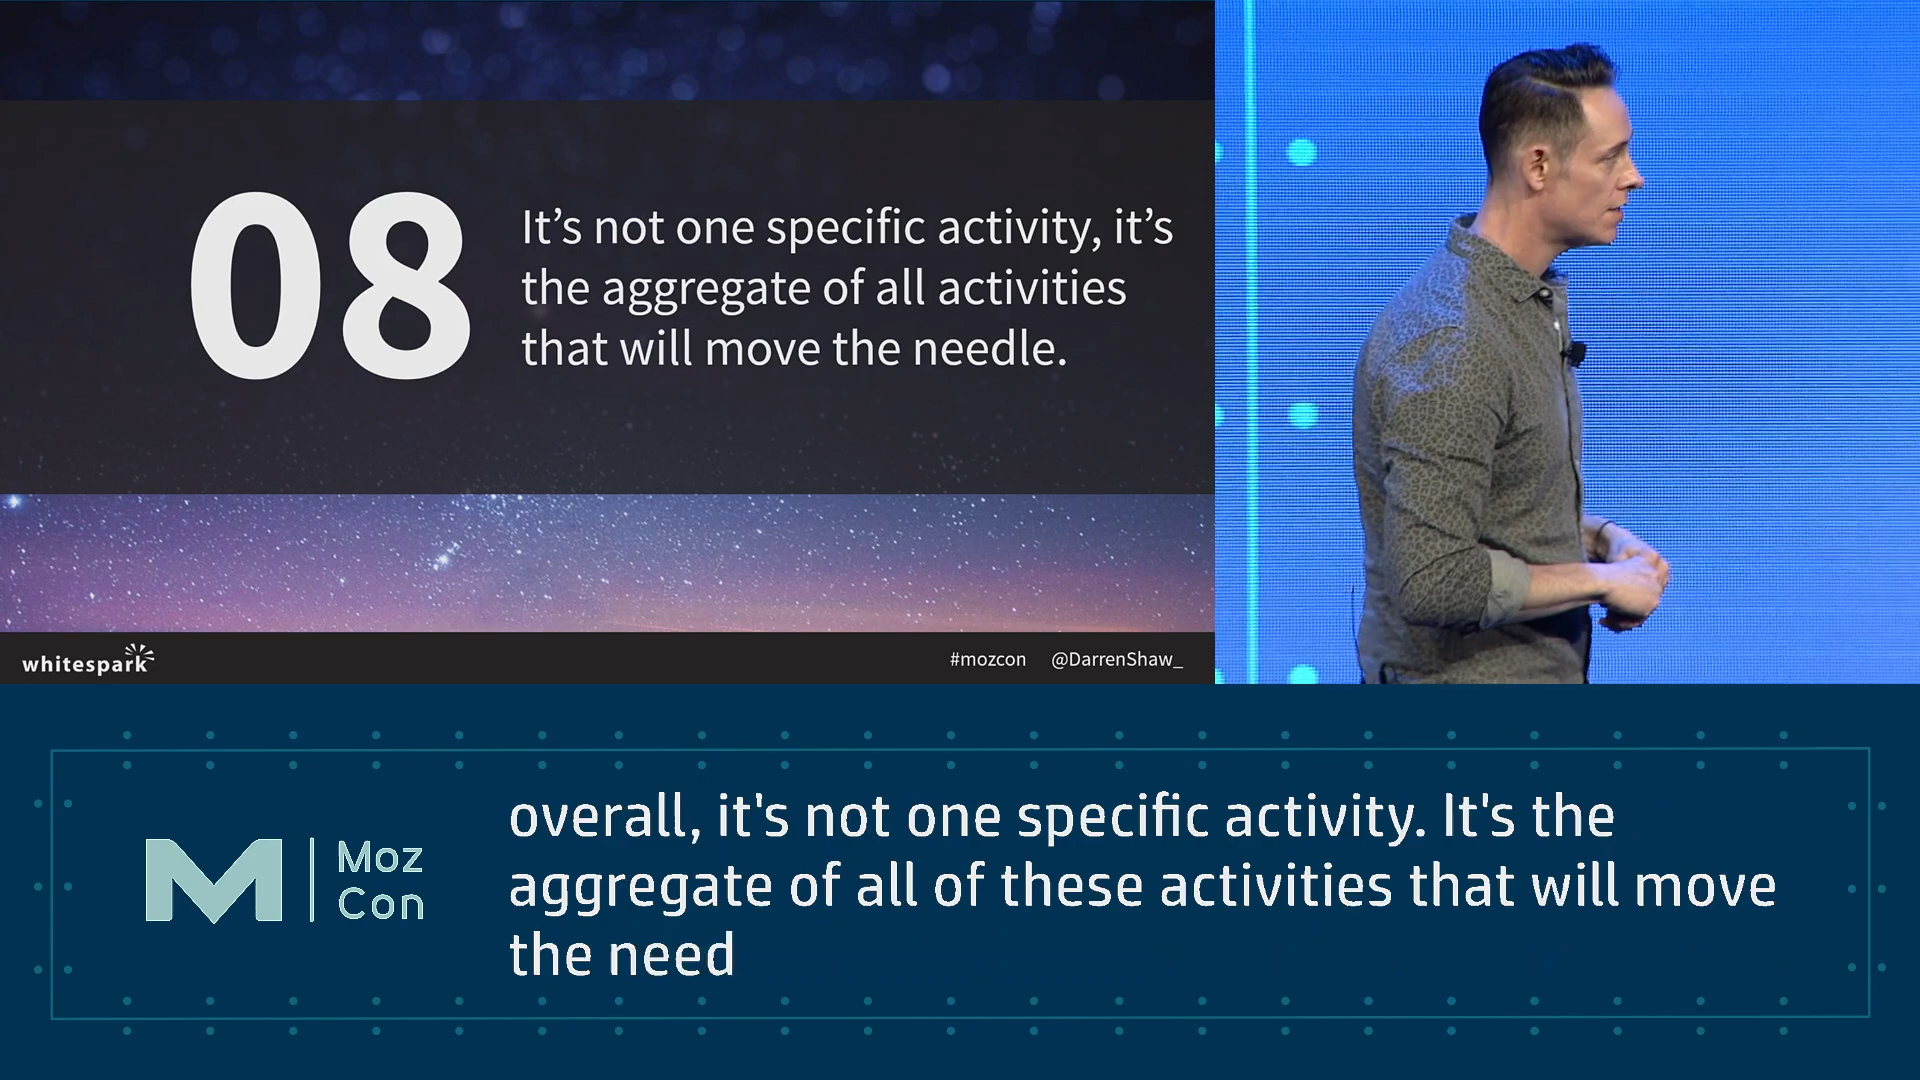 08
It’s not one specific activity, it’s
the aggregate of all activities
that will move the needle.
whitespark
#mozcon @DarrenShaw_
Moz
Con
overall, it's not one specific activity. It's the
aggregate of all of these activities that will move
the need